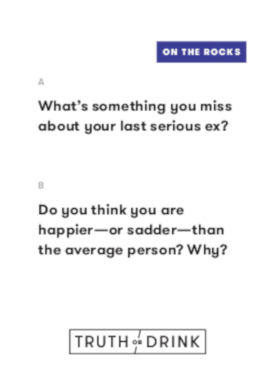 ON THE ROCKS
A
What's something you miss
about your last serious ex?
B
Do you think you are
happier—or sadder—than
the average person? Why?
TRUTH OR DRINK